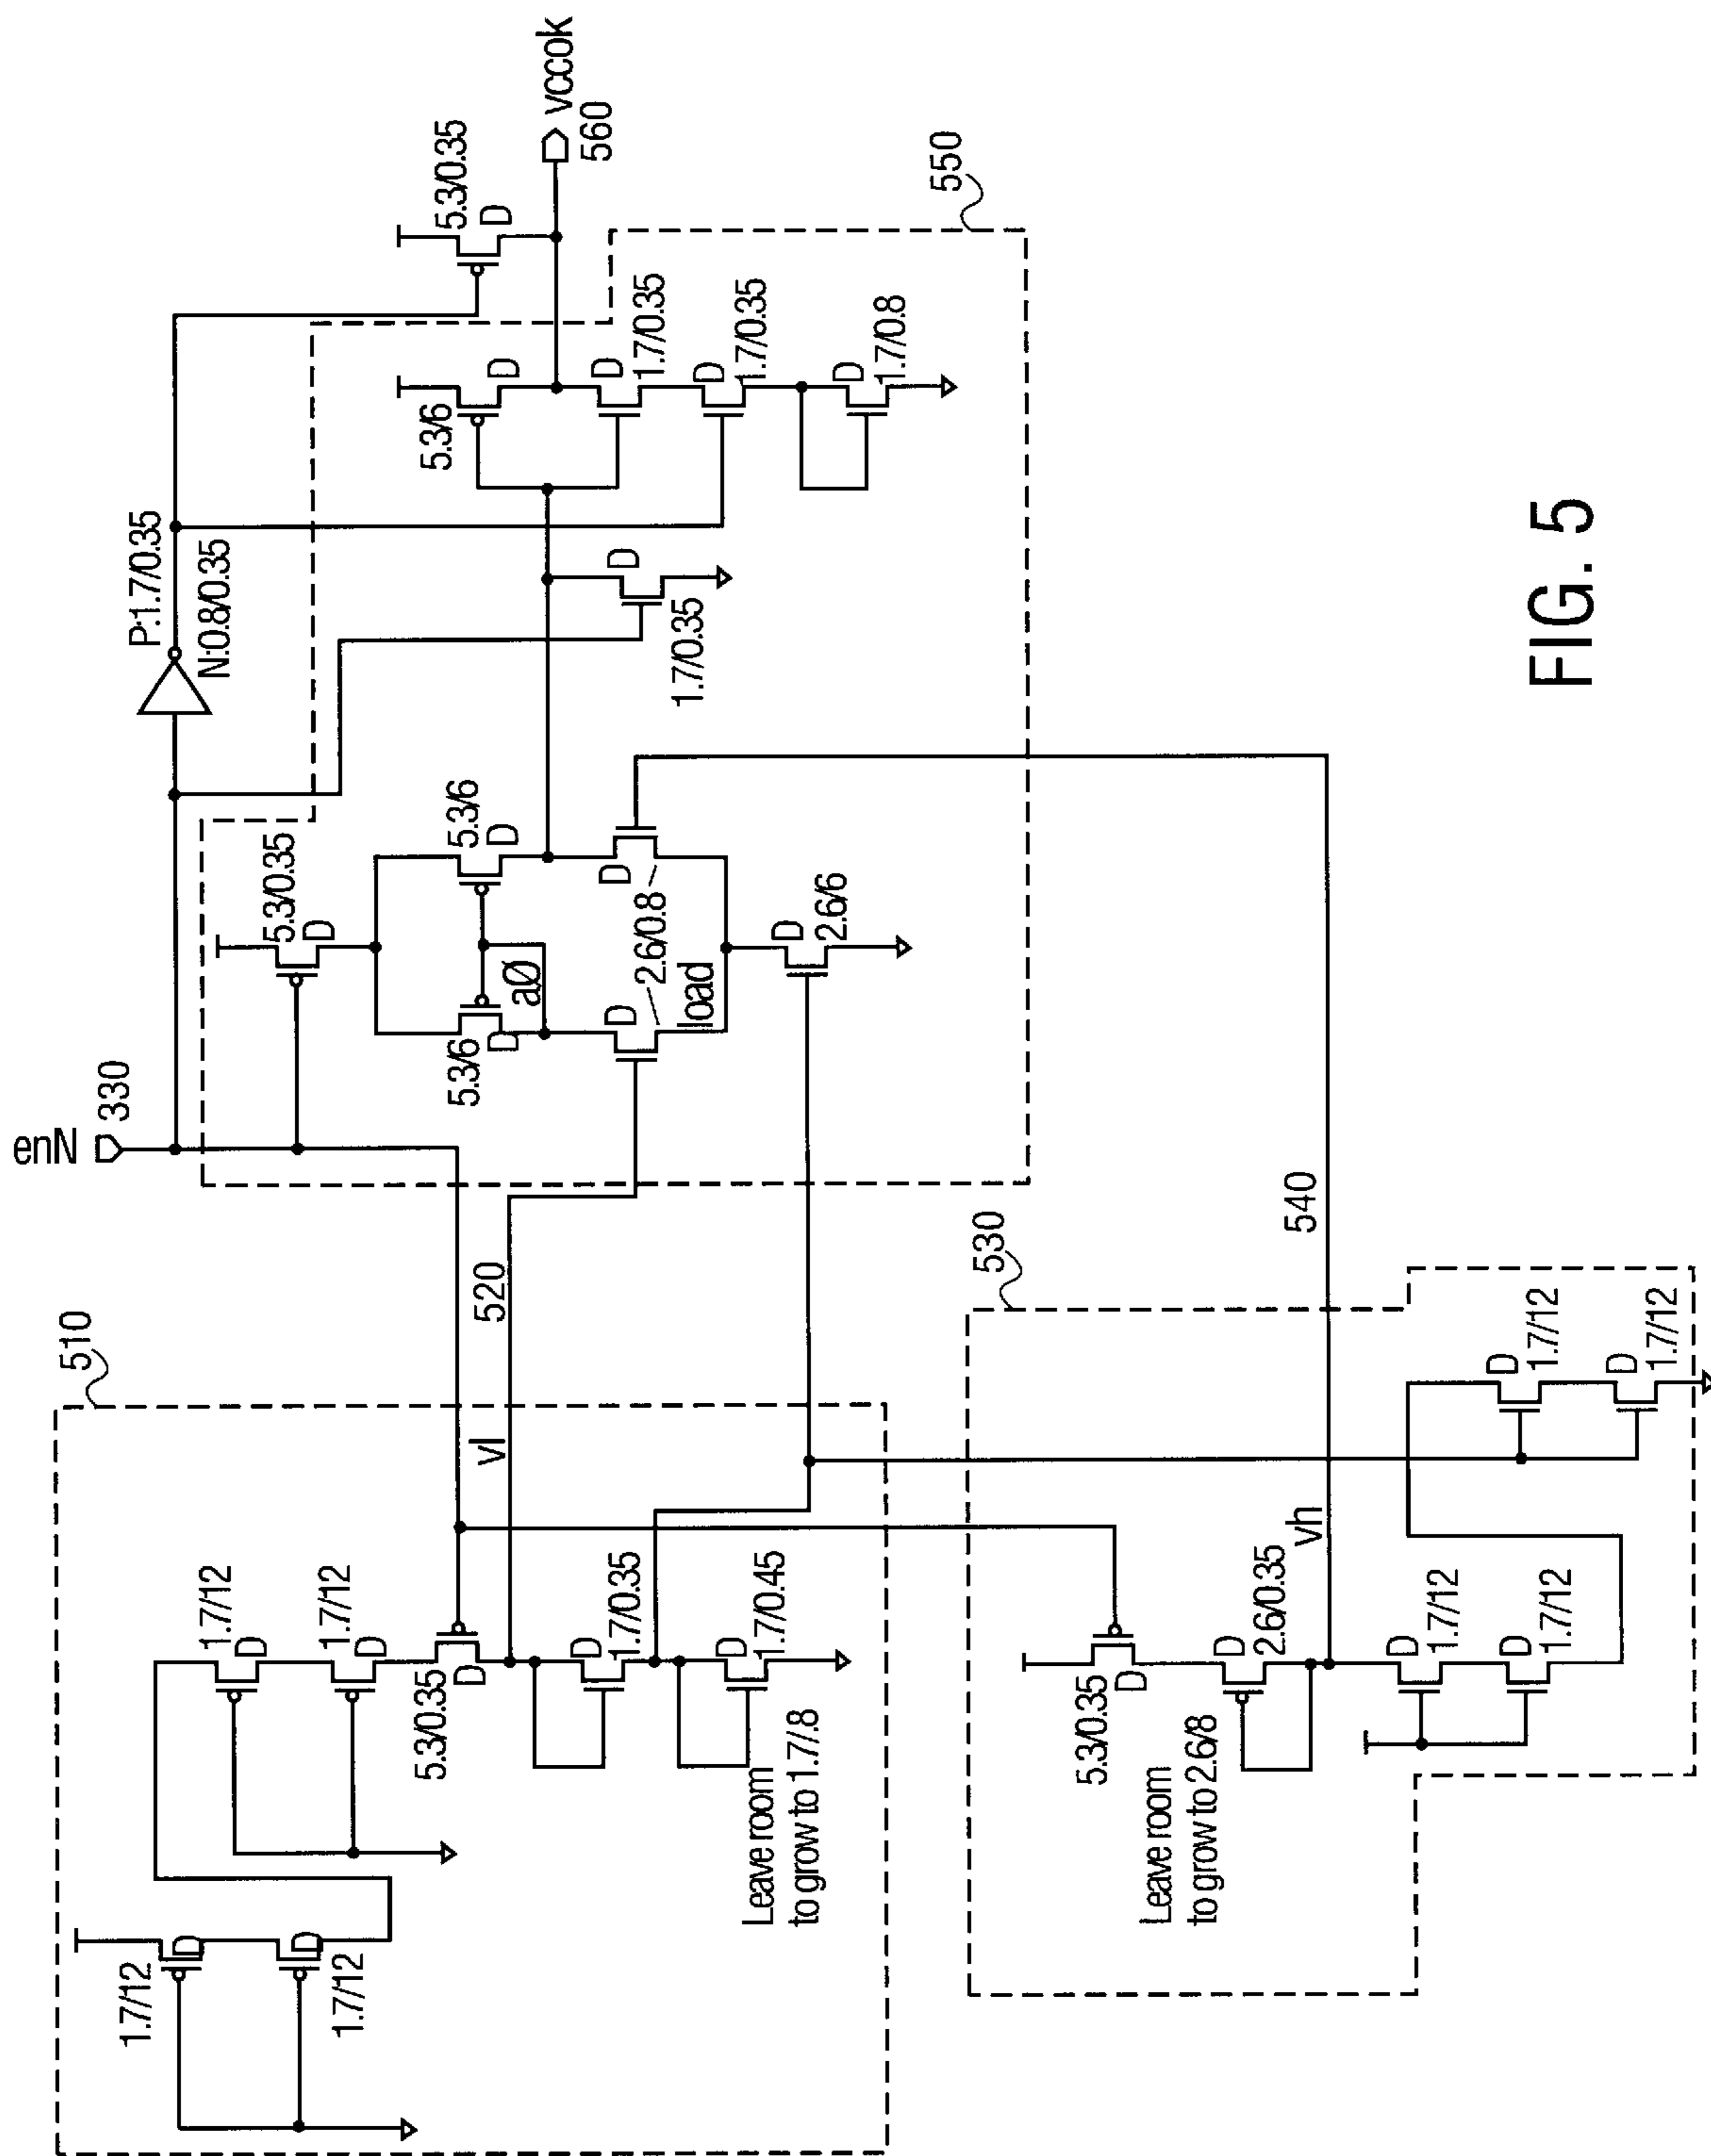 enN
330
P:1.7/0.35
N:0.8/0.35
5.3/0.35
D
vccok
560
550
5.3/0.35
D
5.3/6
D
5.3/6
D
aØ
D
D
2.6/0.8
load
D
2.6/6
D
1.7/0.35
5.3/6
D
D
1.7/0.35
D
1.7/0.35
D
1.7/0.8
510
1.7/12
D
D
1.7/12
1.7/12
D
1.7/12
D
5.3/0.35
D
vl
520
D
1.7/0.35
D
1.7/0.45
Leave room
to grow to 1.7/.8
530
5.3/0.35
D
D
2.6/0.35
Leave room
to grow to 2.6/8
vh
540
D
1.7/12
D
1.7/12
D
1.7/12
D
1.7/12
FIG. 5